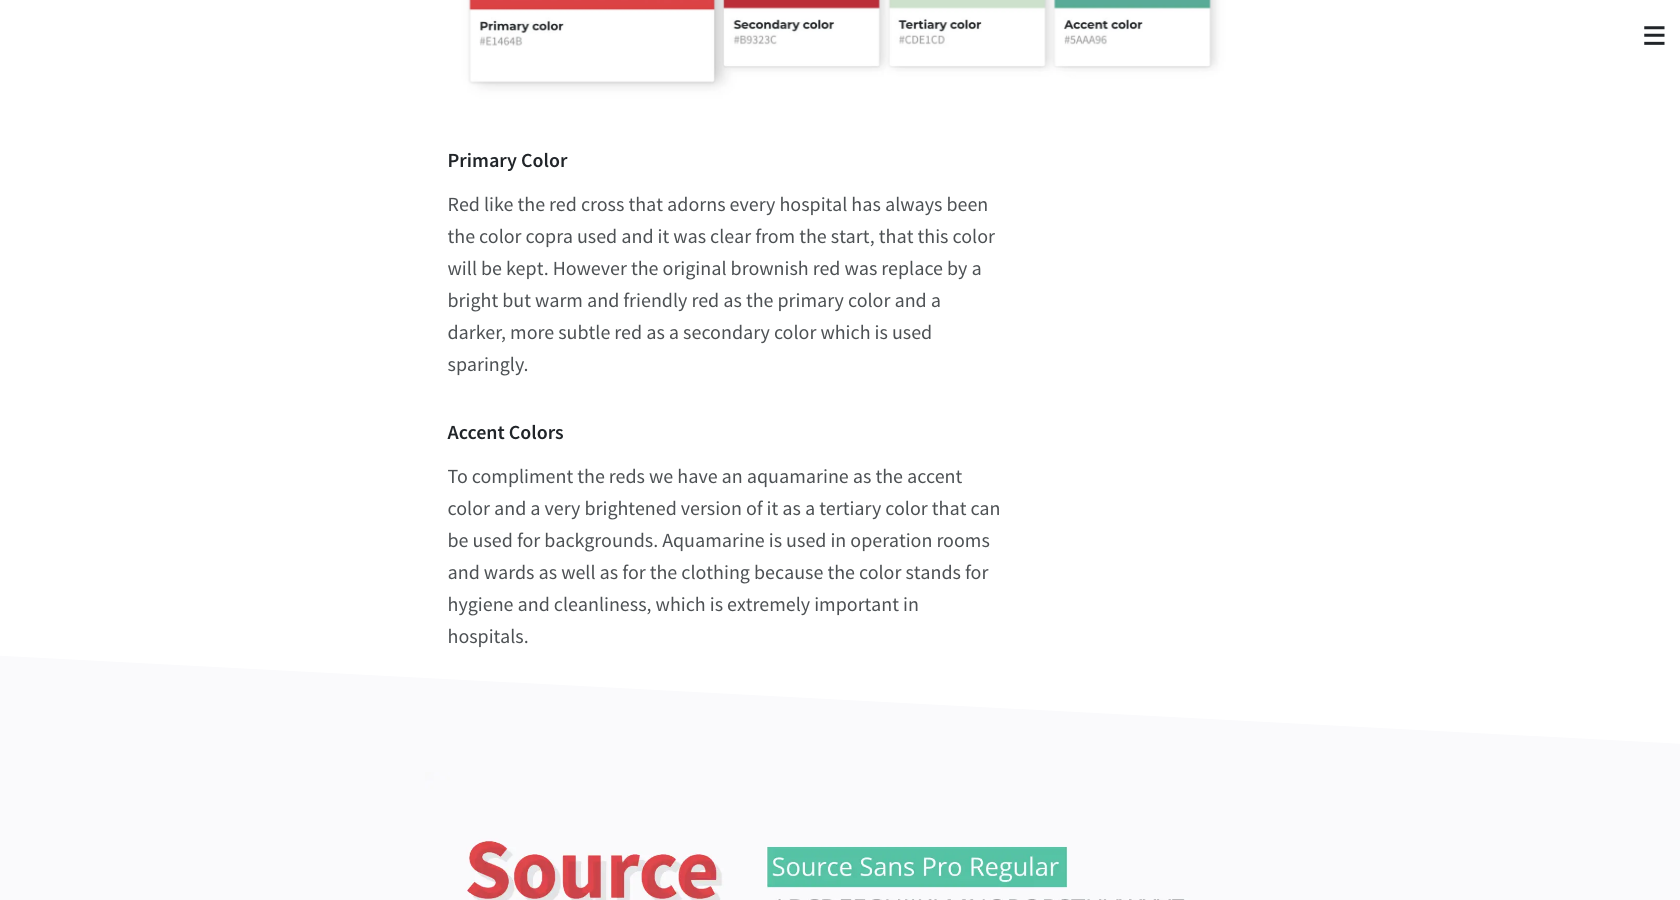 Primary color
#E1464B
Secondary color
#B9323C
Tertiary color
#CDE1CD
Accent color
#5AAA96
Primary Color
Red like the red cross that adorns every hospital has always been
the color copra used and it was clear from the start, that this color
will be kept. However the original brownish red was replace by a
bright but warm and friendly red as the primary color and a
darker, more subtle red as a secondary color which is used
sparingly.
Accent Colors
To compliment the reds we have an aquamarine as the accent
color and a very brightened version of it as a tertiary color that can
be used for backgrounds. Aquamarine is used in operation rooms
and wards as well as for the clothing because the color stands for
hygiene and cleanliness, which is extremely important in
hospitals.
Source
Source Sans Pro Regular